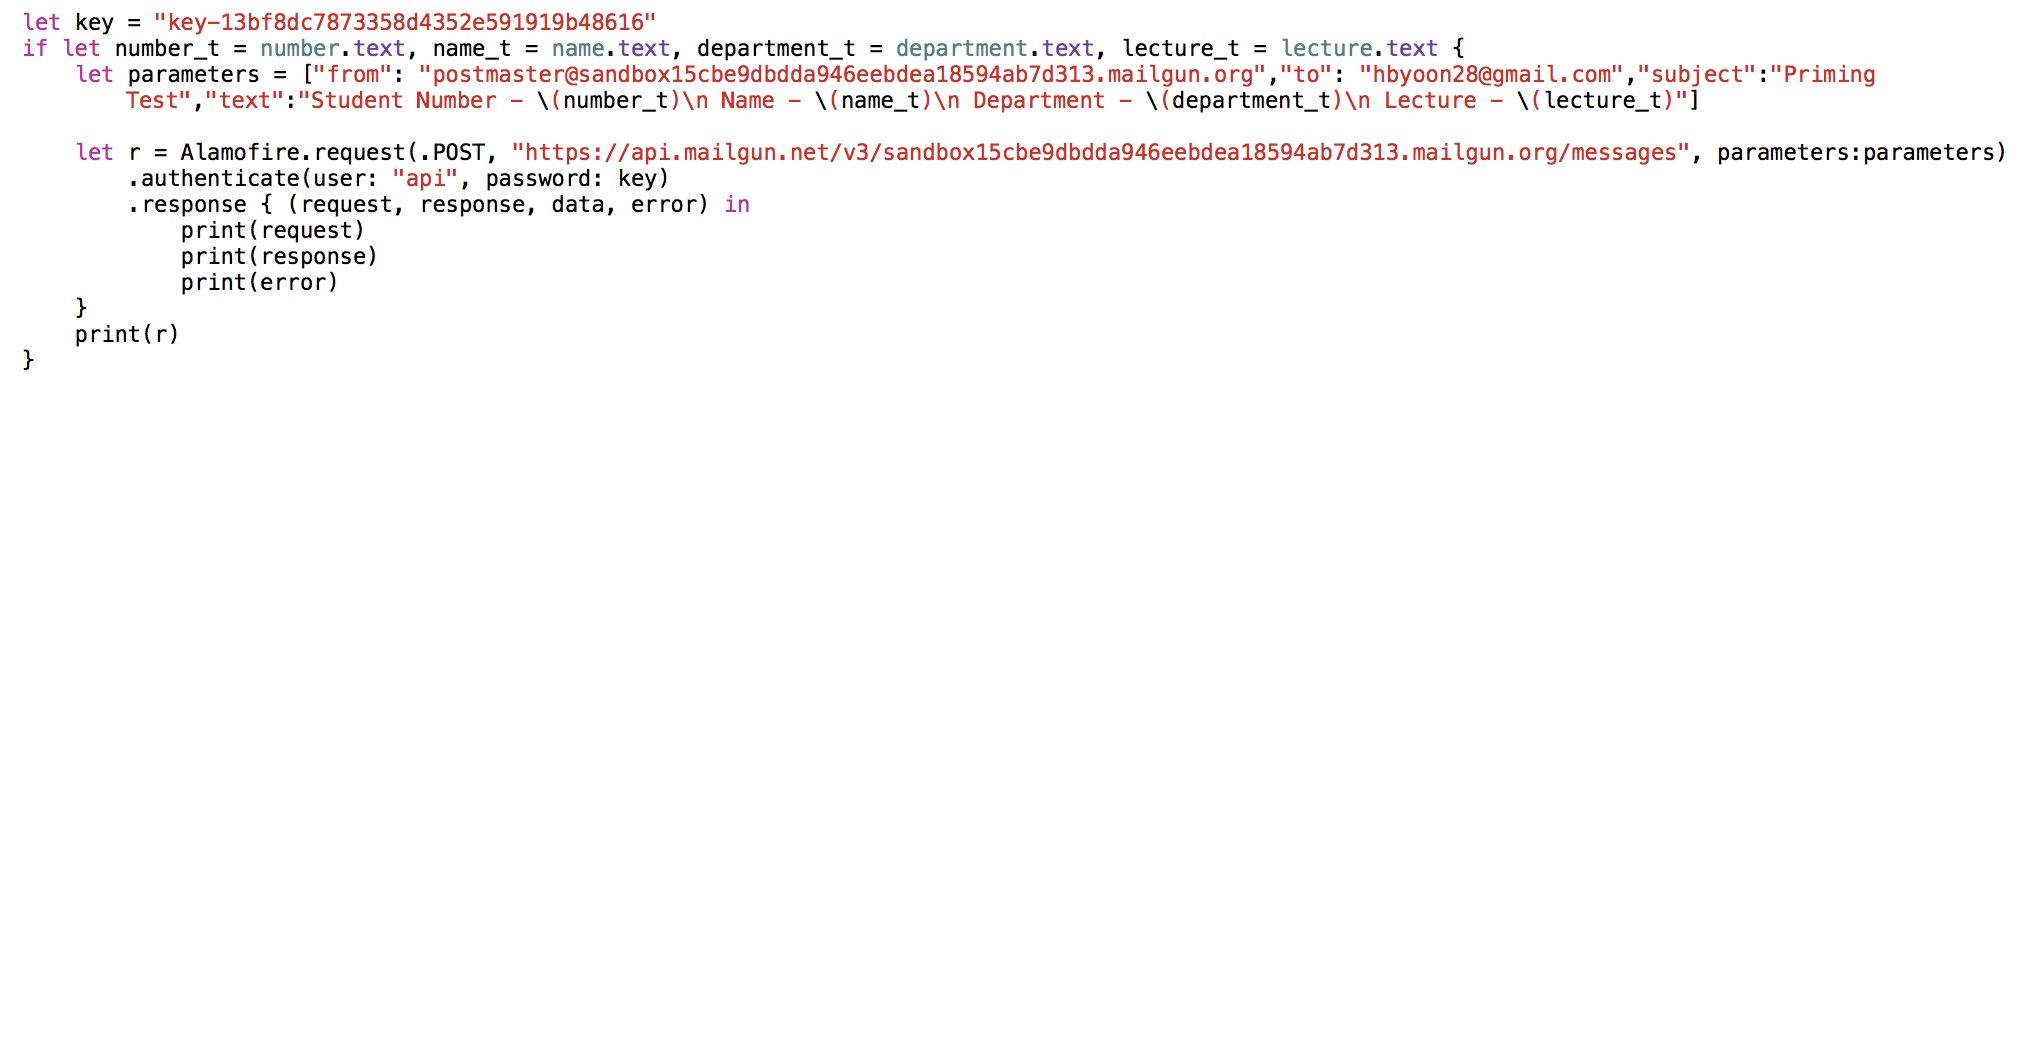 let key = "key-13bf8dc7873358d4352e591919b48616"
if let number_t = number.text, name_t = name.text, department_t = department.text, lecture_t = lecture.text {
let parameters = ["from": "postmaster@sandbox15cbe9dbdda946eebdea18594ab7d313.mailgun.org","to": "hbyoon28@gmail.com","subject":"Priming
Test","text":"Student Number – \(number_t)\n Name – \(name_t)\n Department – \(department_t)\n Lecture – \(lecture_t)"]
let r = Alamofire.request(.POST, "https://api.mailgun.net/v3/sandbox15cbe9dbdda946eebdea18594ab7d313.mailgun.org/messages", parameters:parameters)
.authenticate(user: "api", password: key)
.response { (request, response, data, error) in
print(request)
print(response)
print(error)
}
print(r)
}